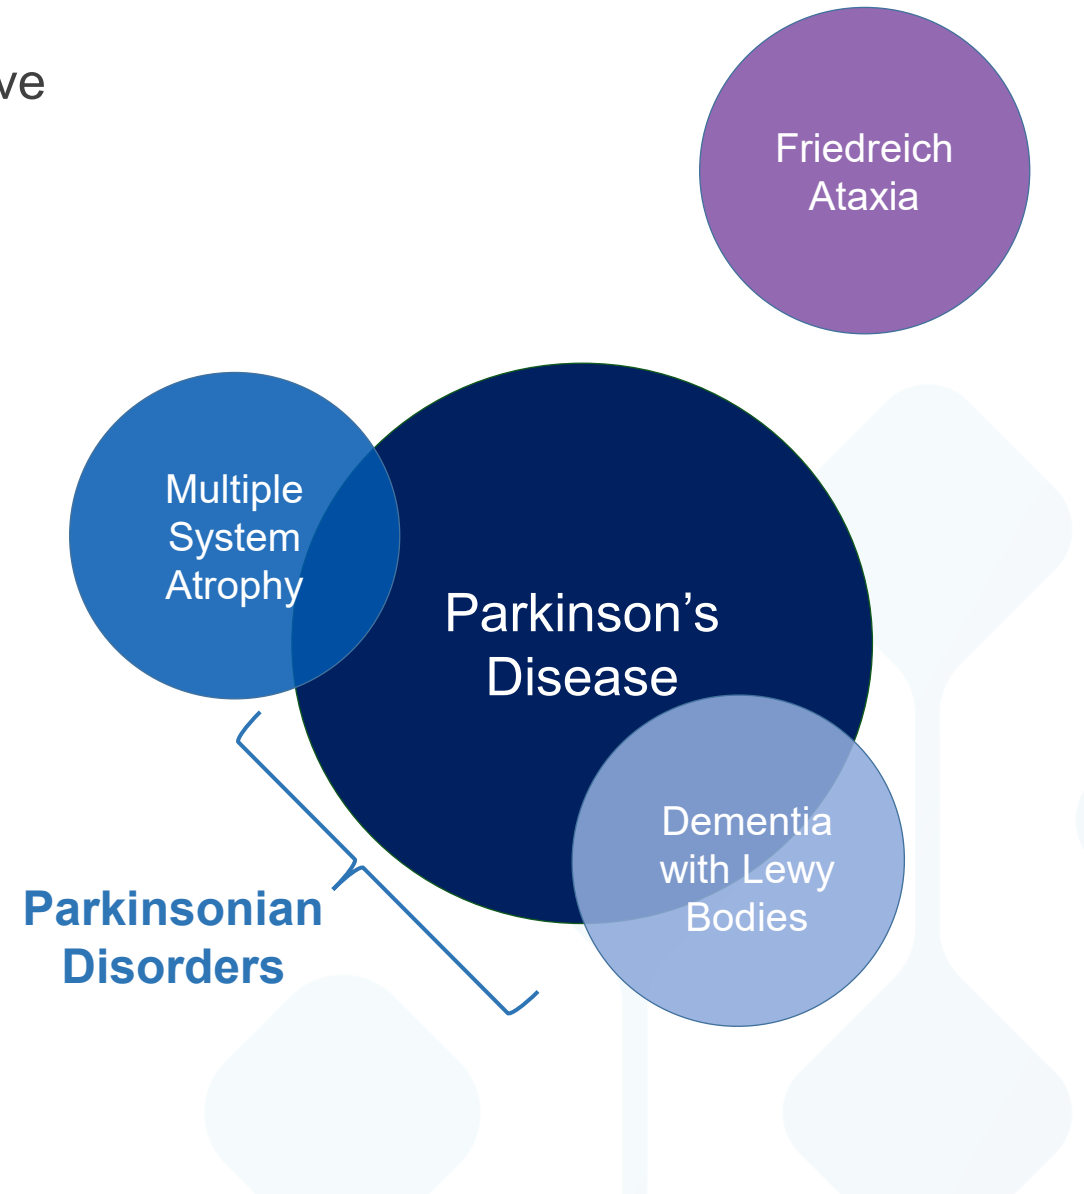 ve
Friedreich
Ataxia
Multiple
System
Atrophy
Parkinson’s
Disease
Dementia
with Lewy
Bodies
Parkinsonian
Disorders